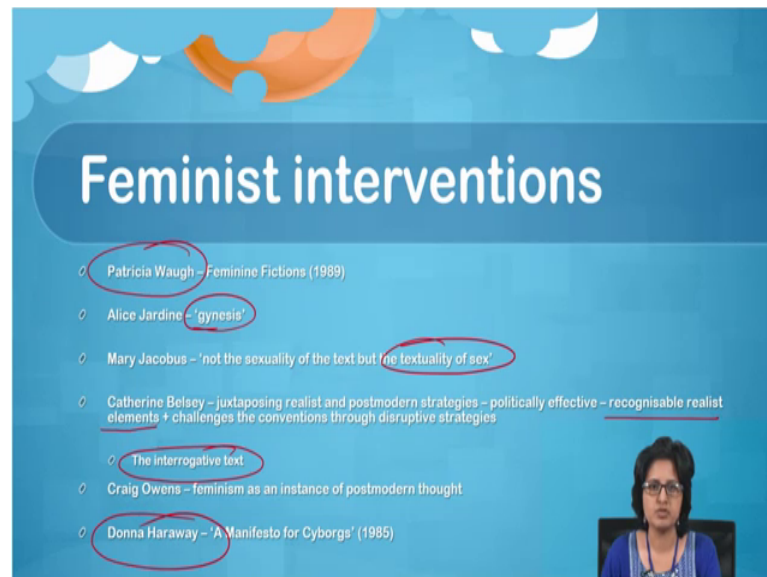 Feminist interventions
Patricia Waugh – Feminine Fictions (1989)
Alice Jardine – 'gynesis'
Mary Jacobus – 'not the sexuality of the text but the textuality of sex'
Catherine Belsey – juxtaposing realist and postmodern strategies – politically effective – recognisable realist
elements + challenges the conventions through disruptive strategies
The interrogative text
Craig Owens – feminism as an instance of postmodern thought
Donna Haraway – 'A Manifesto for Cyborgs' (1985)